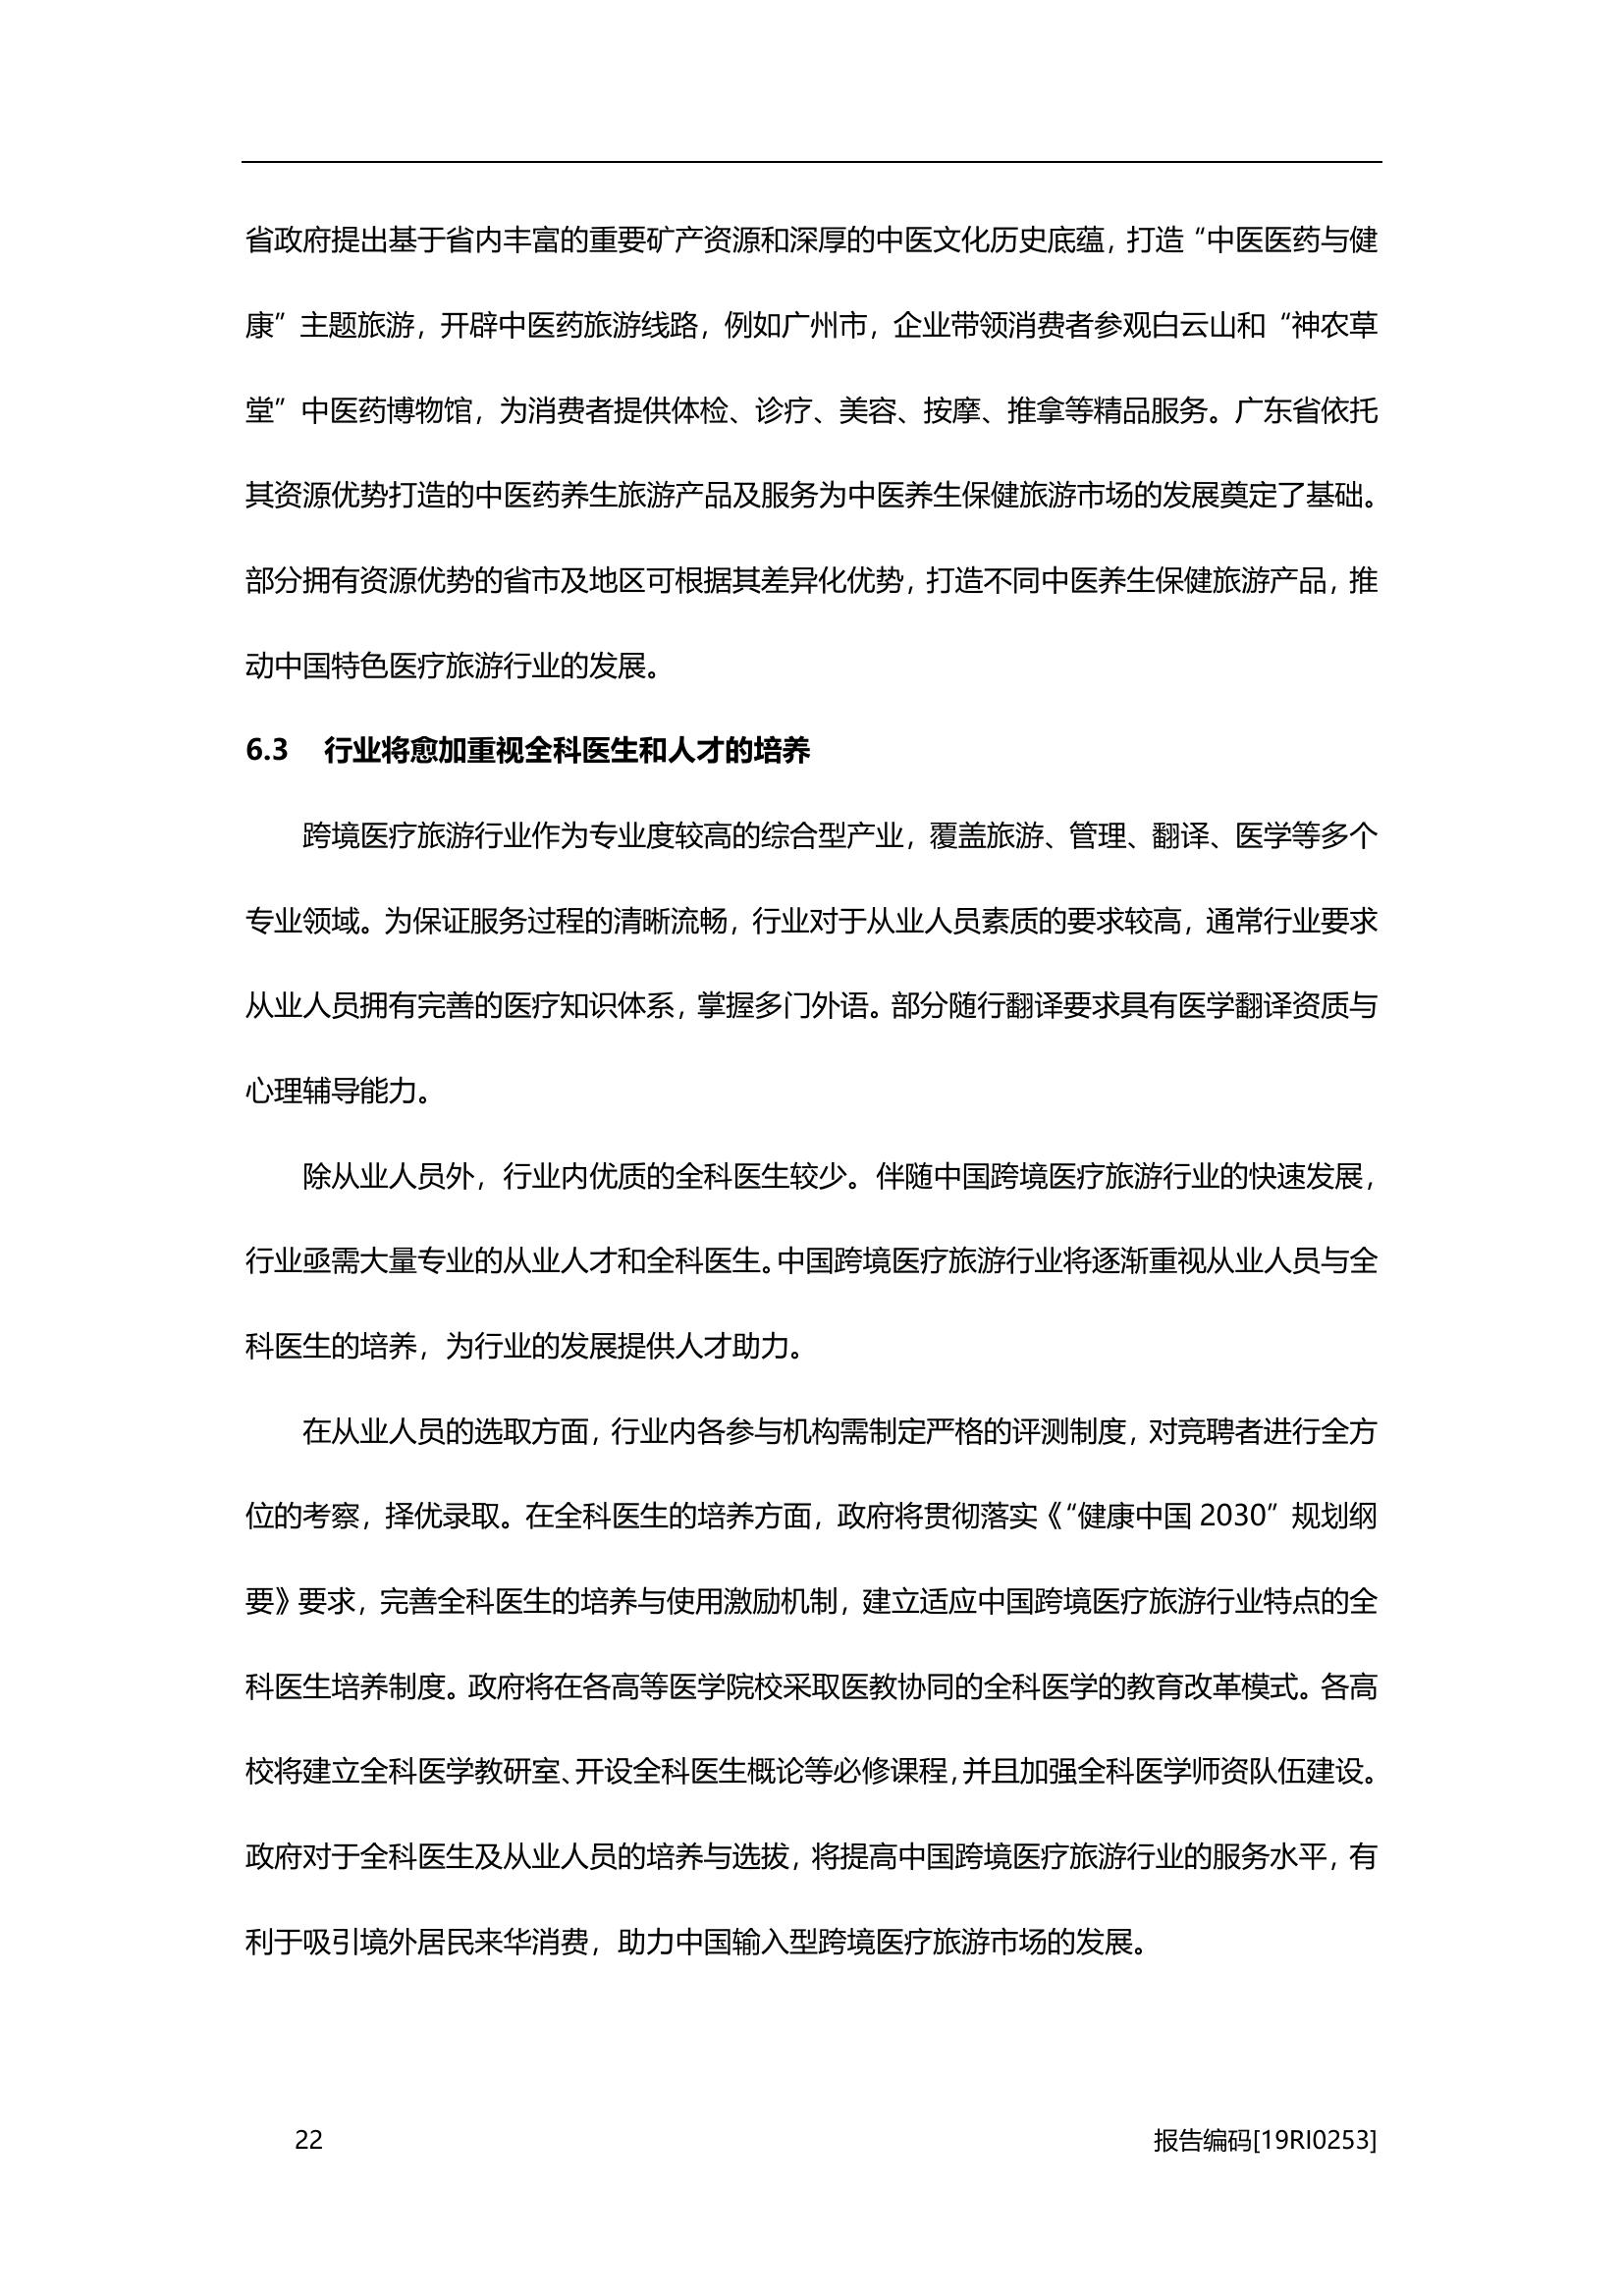 省政府提出基于省内丰富的重要矿产资源和深厚的中医文化历史底蕴，打造“中医医药与健
康”主题旅游，开辟中医药旅游线路，例如广州市，企业带领消费者参观白云山和“神农草
堂”中医药博物馆，为消费者提供体检、诊疗、美容、按摩、推拿等精品服务。广东省依托
其资源优势打造的中医药养生旅游产品及服务为中医养生保健旅游市场的发展奠定了基础。
部分拥有资源优势的省市及地区可根据其差异化优势，打造不同中医养生保健旅游产品，推
动中国特色医疗旅游行业的发展。
6.3 行业将愈加重视全科医生和人才的培养
跨境医疗旅游行业作为专业度较高的综合型产业，覆盖旅游、管理、翻译、医学等多个
专业领域。为保证服务过程的清晰流畅，行业对于从业人员素质的要求较高，通常行业要求
从业人员拥有完善的医疗知识体系，掌握多门外语。部分随行翻译要求具有医学翻译资质与
心理辅导能力。
除从业人员外，行业内优质的全科医生较少。伴随中国跨境医疗旅游行业的快速发展，
行业亟需大量专业的从业人才和全科医生。中国跨境医疗旅游行业将逐渐重视从业人员与全
科医生的培养，为行业的发展提供人才助力。
在从业人员的选取方面，行业内各参与机构需制定严格的评测制度，对竞聘者进行全方
位的考察，择优录取。在全科医生的培养方面，政府将贯彻落实《“健康中国 2030”规划纲
要》要求，完善全科医生的培养与使用激励机制，建立适应中国跨境医疗旅游行业特点的全
科医生培养制度。政府将在各高等医学院校采取医教协同的全科医学的教育改革模式。各高
校将建立全科医学教研室、开设全科医生概论等必修课程，并且加强全科医学师资队伍建设。
政府对于全科医生及从业人员的培养与选拔，将提高中国跨境医疗旅游行业的服务水平，有
利于吸引境外居民来华消费，助力中国输入型跨境医疗旅游市场的发展。
22 报告编码[19RI0253]